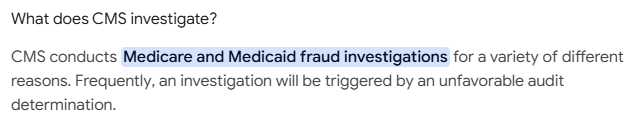 What does CMS investigate?
CMS conducts Medicare and Medicaid fraud investigations for a variety of different
reasons. Frequently, an investigation will be triggered by an unfavorable audit
determination.